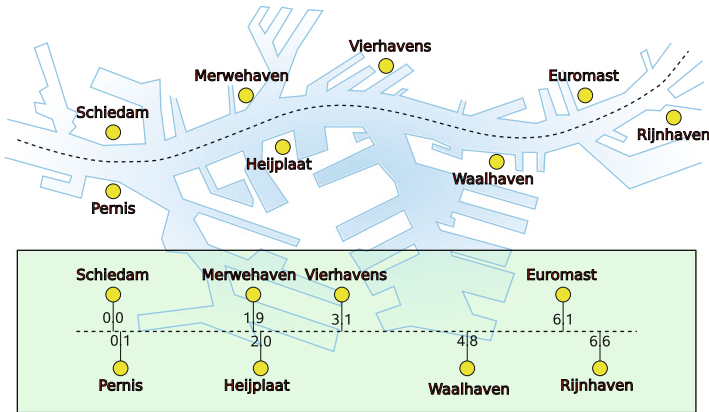 Vierhavens
Merwehaven
Euromast
Schiedam
Rijnhaven
Heijplaat
Waalhaven
Pernis
Schiedam
Merwehaven
Vierhavens
Euromast
0.0
1.9
3.1
6.1
0.1
2.0
4.8
6.6
Pernis
Heijplaat
Waalhaven
Rijnhaven